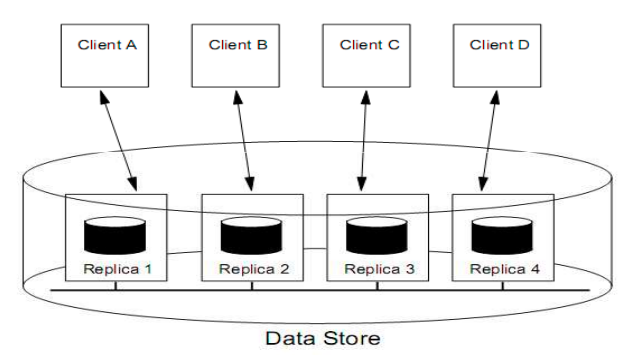 Client A
Client B
Client C
Client D
Replica 1
Replica 2
Replica 3
Replica 4
Data Store